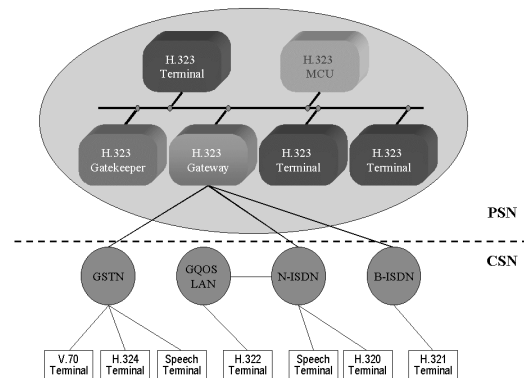 H.323
Terminal
H.323
MCU
H.323
Gatekeeper
H.323
Gateway
H.323
Terminal
H.323
Terminal
PSN
CSN
GSTN
GQOS
LAN
N-ISDN
B-ISDN
V.70
Terminal
H.324
Terminal
Speech
Terminal
H.322
Terminal
Speech
Terminal
H.320
Terminal
H.321
Terminal